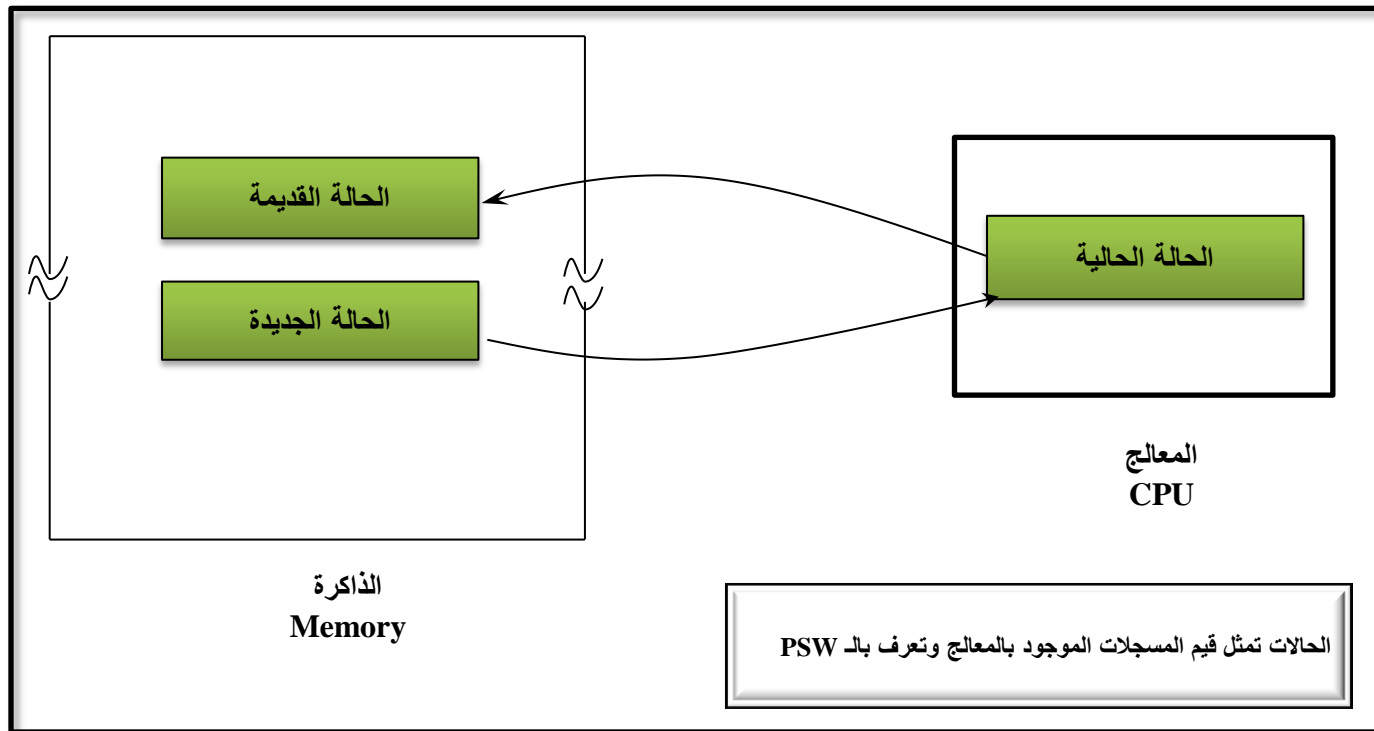 الحالة القديمة
الحالة الحالية
الحالة الجديدة
المعالج
CPU
الذاكرة
Memory
الحالات تمثل قيم المسجلات الموجود بالمعالج وتعرف بالـ PSW